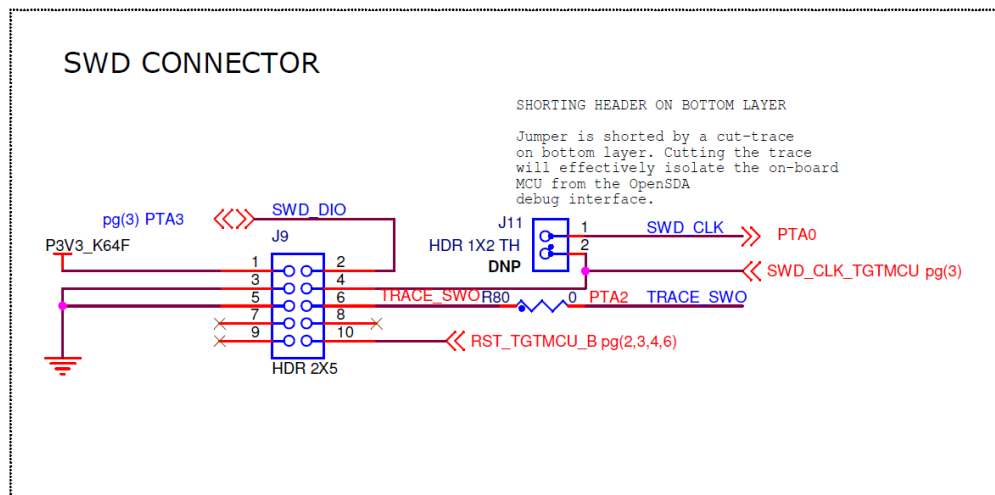 SWD CONNECTOR
SHORTING HEADER ON BOTTOM LAYER
Jumper is shorted by a cut-trace
on bottom layer. Cutting the trace
will effectively isolate the on-board
MCU from the OpenSDA
debug interface.
pg(3) PTA3
SWD_DIO
P3V3_K64F
J9
1
2
3
4
5
6
7
8
9
10
HDR 2X5
J11
HDR 1X2 TH
DNP
1
2
SWD_CLK
PTA0
SWD_CLK_TGTMCU pg(3)
TRACE_SWO
R80
0
PTA2
TRACE_SWO
RST_TGTMCU_B pg(2,3,4,6)